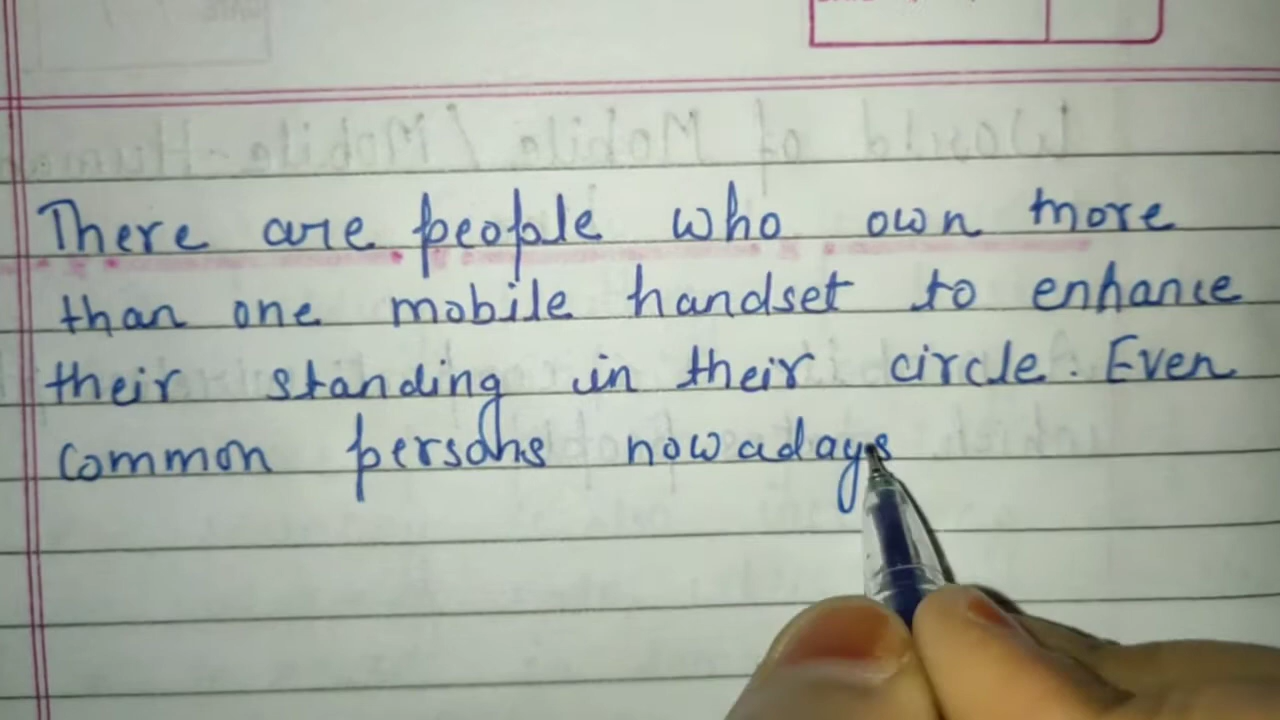 There are people who own more
than one mobile handset to enhance
their standing in their circle. Even
common persons nowadays